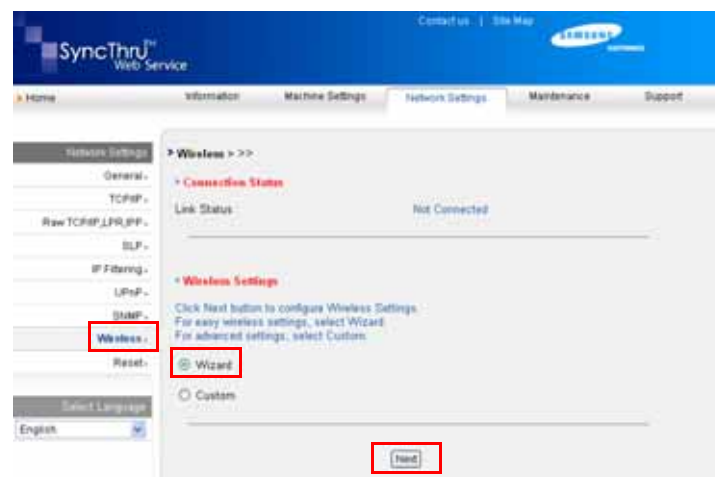 Contact us | Site Map
SAMSUNG
ELECTRONICS
SyncThru™
Web Service
Home
Information
Machine Settings
Network Settings
Maintenance
Support
Network Settings
General
TCP/IP
Raw TCP/IP,LPR,IPP
SLP
IP Filtering
UPnP
SNMP
Wireless
Reset
Select Language
English
Wireless > >>
Connection Status
Link Status Not Connected
Wireless Settings
Click Next button to configure Wireless Settings.
For easy wireless settings, select Wizard.
For advanced settings, select Custom.
Wizard
Custom
Next